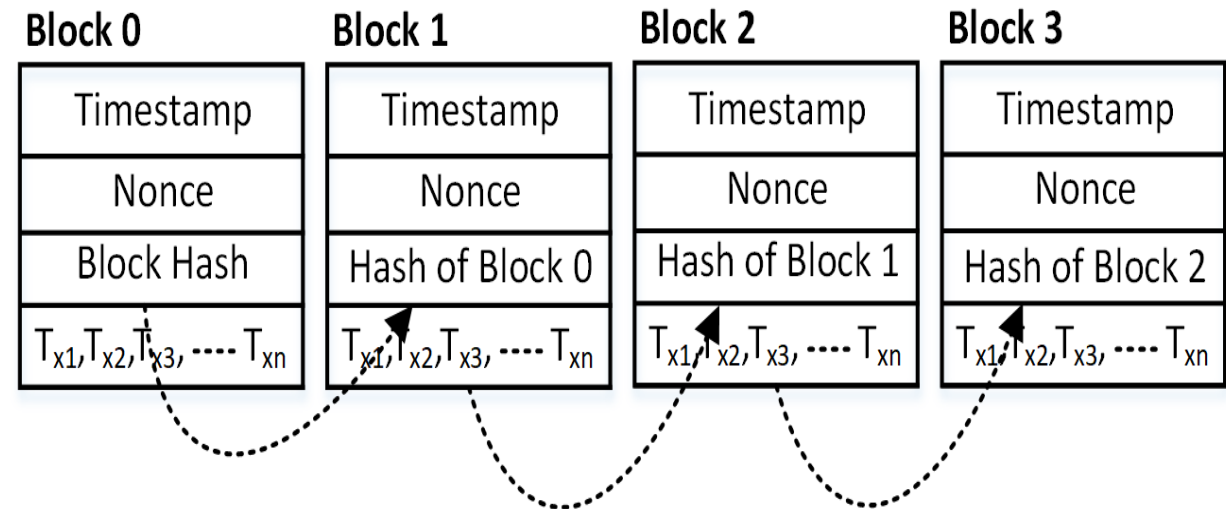 Block 0
Timestamp
Nonce
Block Hash
Tx1,Tx2,Tx3, ---- Txn
Block 1
Timestamp
Nonce
Hash of Block 0
Tx1,Tx2,Tx3, ---- Txn
Block 2
Timestamp
Nonce
Hash of Block 1
Tx1,Tx2,Tx3, ---- Txn
Block 3
Timestamp
Nonce
Hash of Block 2
Tx1,Tx2,Tx3, ---- Txn